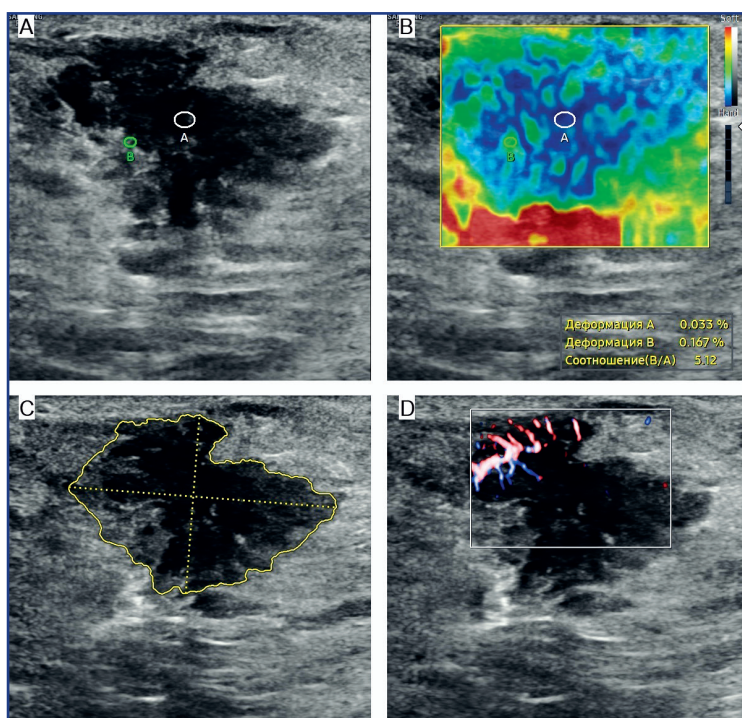 A
B
A
B
A
B
Soft
Hard
Деформация A 0.033 %
Деформация B 0.167 %
Соотношение(B/A) 5.12
C
D